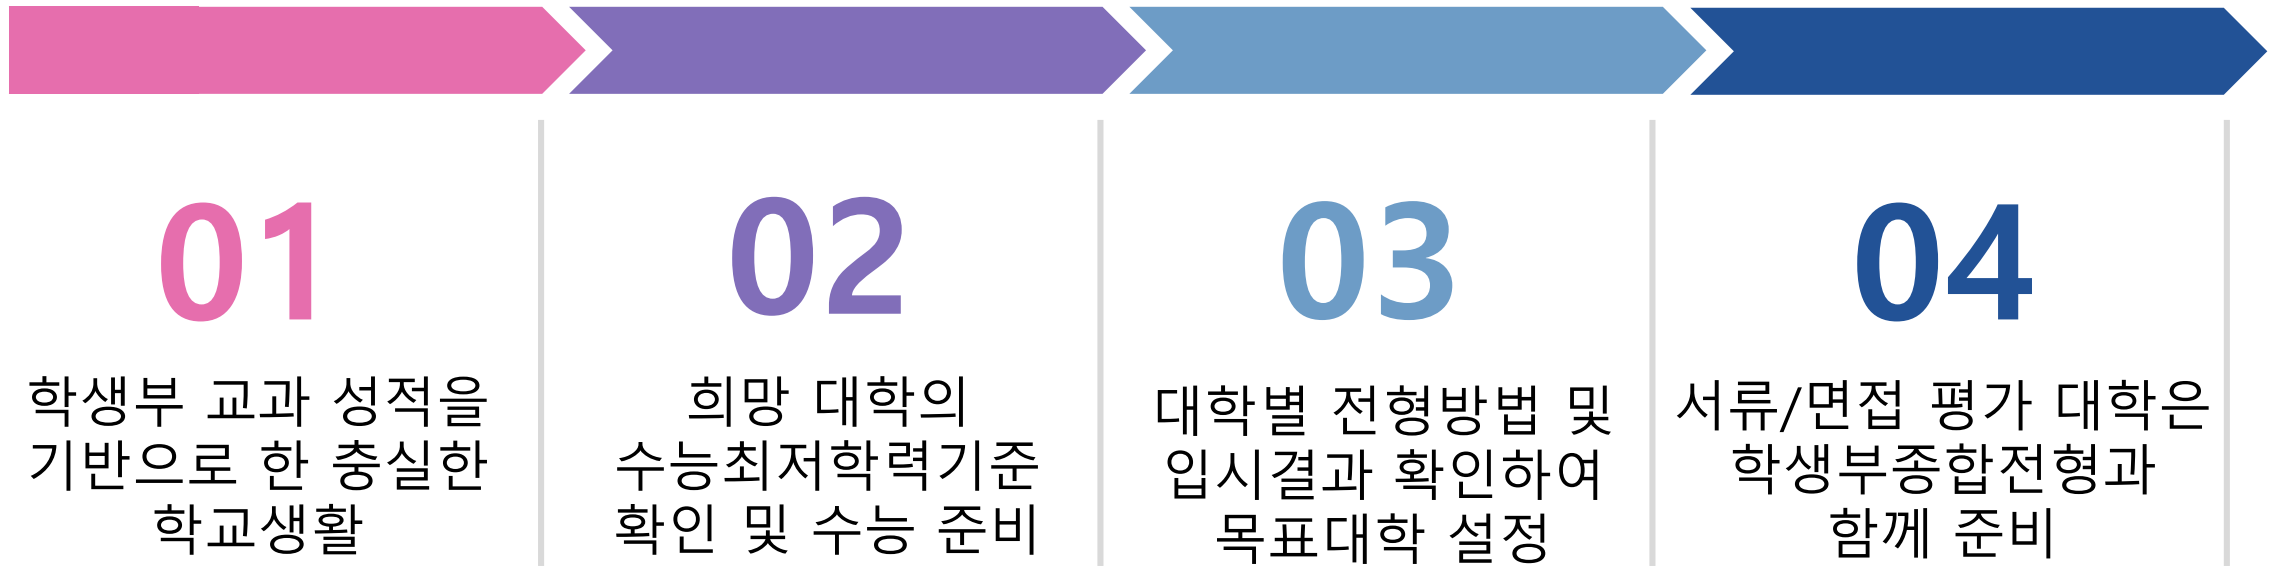 01
학생부 교과 성적을
기반으로 한 충실한
학교생활
02
희망 대학의
수능최저학력기준
확인 및 수능 준비
03
대학별 전형방법 및
입시결과 확인하여
목표대학 설정
04
서류/면접 평가 대학은
학생부종합전형과
함께 준비